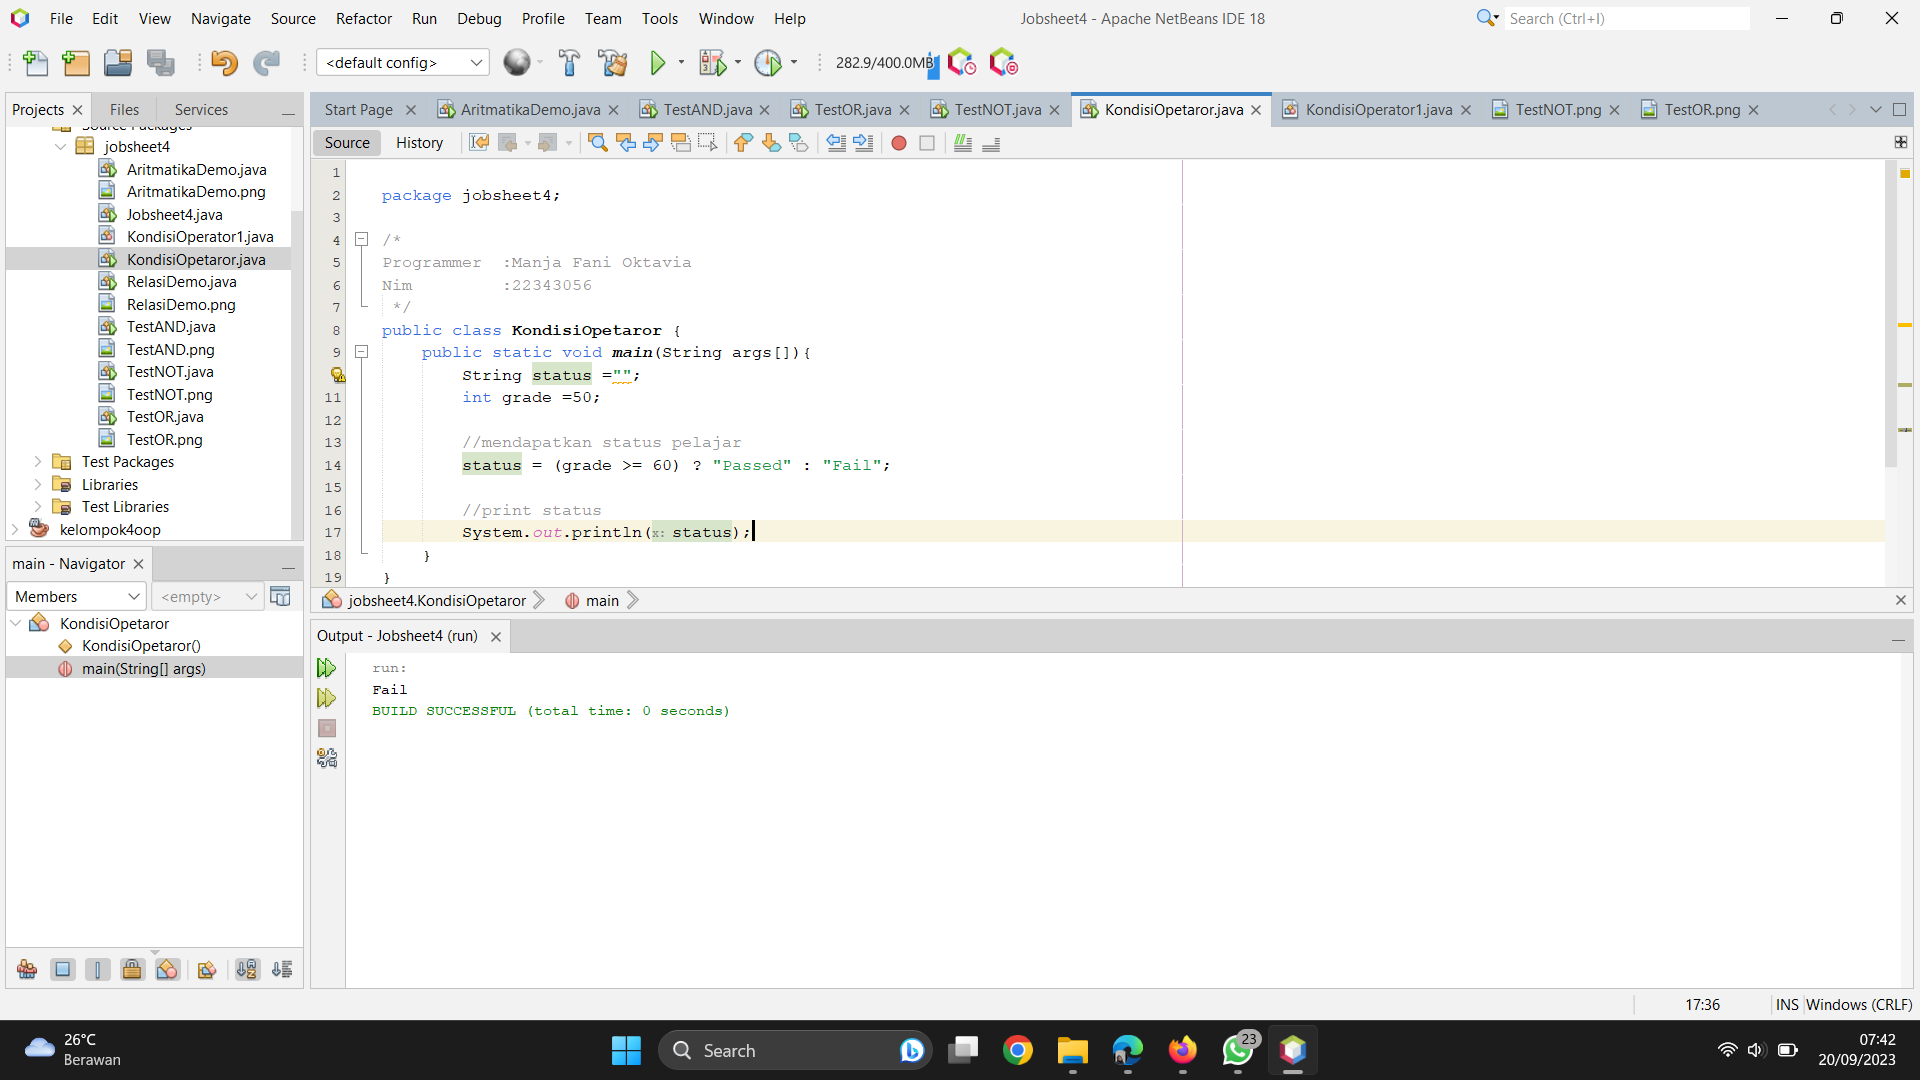 File Edit View Navigate Source Refactor Run Debug Profile Team Tools Window Help
Jobsheet4 - Apache NetBeans IDE 18
Search (Ctrl+I)
<default config>
282.9/400.0MB
Projects Files Services
Source Packages
jobsheet4
AritmatikaDemo.java
AritmatikaDemo.png
Jobsheet4.java
KondisiOperator1.java
KondisiOpetaror.java
RelasiDemo.java
RelasiDemo.png
TestAND.java
TestAND.png
TestNOT.java
TestNOT.png
TestOR.java
TestOR.png
Test Packages
Libraries
Test Libraries
kelompok4oop
main - Navigator
Members
<empty>
KondisiOpetaror
KondisiOpetaror()
main(String[] args)
Start Page AritmatikaDemo.java TestAND.java TestOR.java TestNOT.java KondisiOpetaror.java KondisiOperator1.java TestNOT.png TestOR.png
Source History
1
2 package jobsheet4;
3
4 /*
5 Programmer :Manja Fani Oktavia
6 Nim :22343056
7 */
8 public class KondisiOpetaror {
9 public static void main(String args[]){
String status ="";
11 int grade =50;
12
13 //mendapatkan status pelajar
14 status = (grade >= 60) ? "Passed" : "Fail";
15
16 //print status
17 System.out.println(x: status);
18 }
19 }
jobsheet4.KondisiOpetaror main
Output - Jobsheet4 (run)
run:
Fail
BUILD SUCCESSFUL (total time: 0 seconds)
17:36 INS Windows (CRLF)
26°C
Berawan
Search
23
07:42
20/09/2023